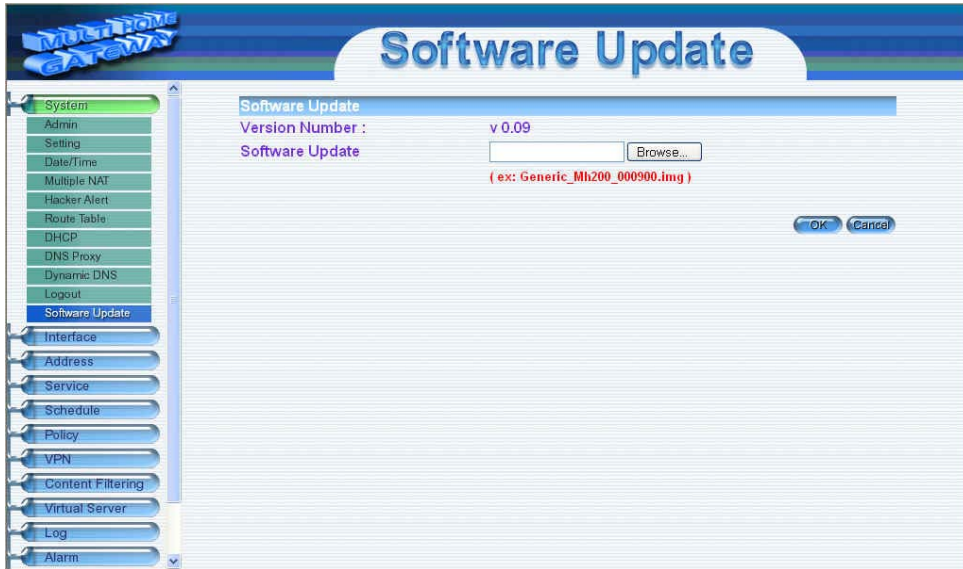 MULTI HOME
GATEWAY
Software Update
System
Admin
Setting
Date/Time
Multiple NAT
Hacker Alert
Route Table
DHCP
DNS Proxy
Dynamic DNS
Logout
Software Update
Interface
Address
Service
Schedule
Policy
VPN
Content Filtering
Virtual Server
Log
Alarm
Software Update
Version Number : v 0.09
Software Update Browse...
( ex: Generic_Mh200_000900.img )
OK Cancel